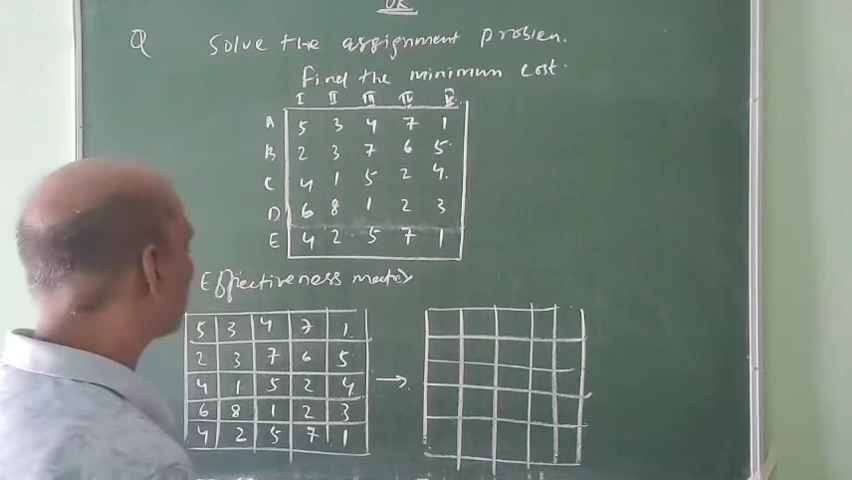 OR
Q Solve the assignment problem.
Find the minimum cost.
I II III IV V
A 5 3 4 7 1
B 2 3 7 6 5
C 4 1 5 2 4
D 6 8 1 2 3
E 4 2 5 7 1
Effectiveness matrix
5 3 4 7 1
2 3 7 6 5
4 1 5 2 4
6 8 1 2 3
4 2 5 7 1